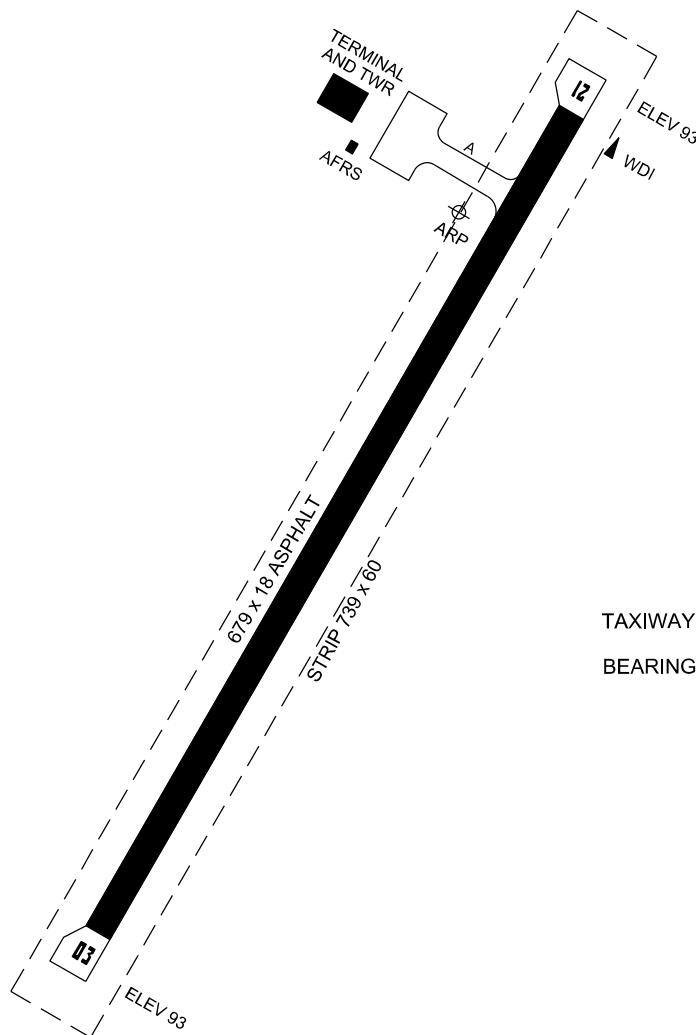 TERMINAL
AND TWR
21
ELEV 93
A
WDI
AFRS
ARP
679 x 18 ASPHALT
STRIP 739 x 60
TAXIWAY
BEARING
03
ELEV 93